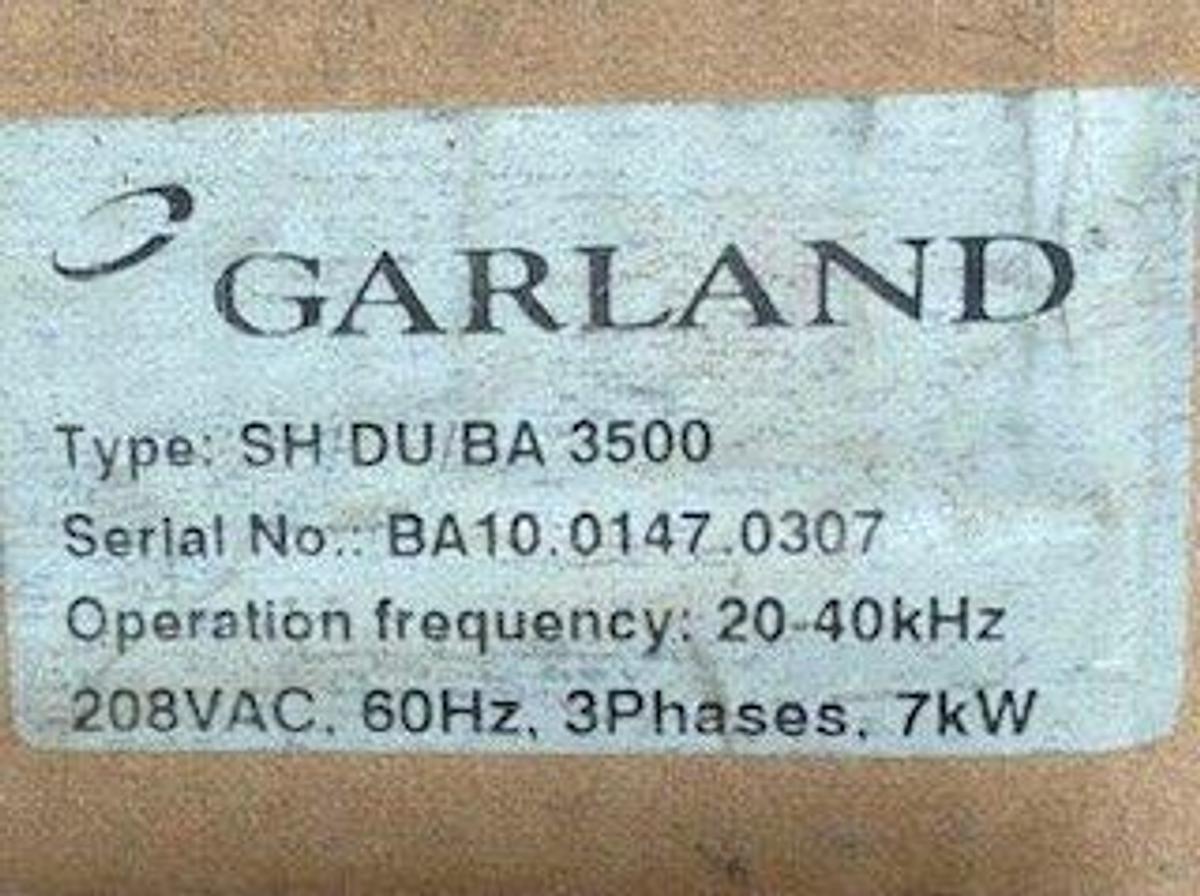 GARLAND
Type: SH/DU/BA 3500
Serial No.: BA10.0147.0307
Operation frequency: 20-40kHz
208VAC, 60Hz, 3Phases, 7kW